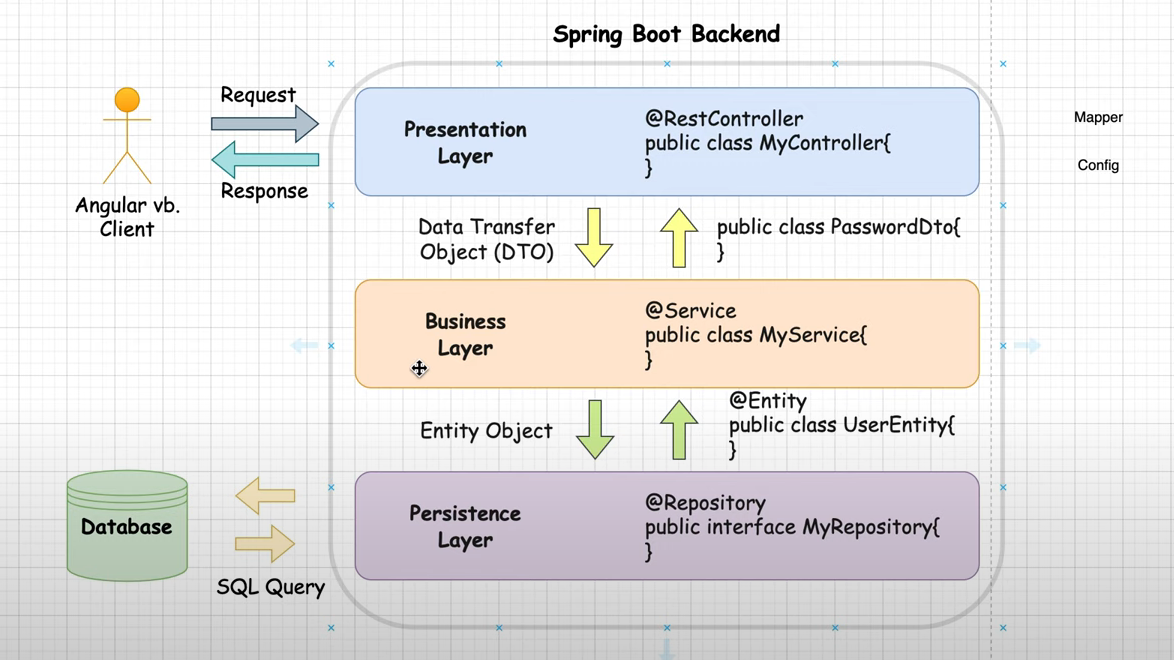 Spring Boot Backend
Request
Response
Angular vb.
Client
Presentation
Layer
@RestController
public class MyController{
}
Mapper
Config
Data Transfer
Object (DTO)
public class PasswordDto{
}
Business
Layer
@Service
public class MyService{
}
Entity Object
@Entity
public class UserEntity{
}
Database
SQL Query
Persistence
Layer
@Repository
public interface MyRepository{
}